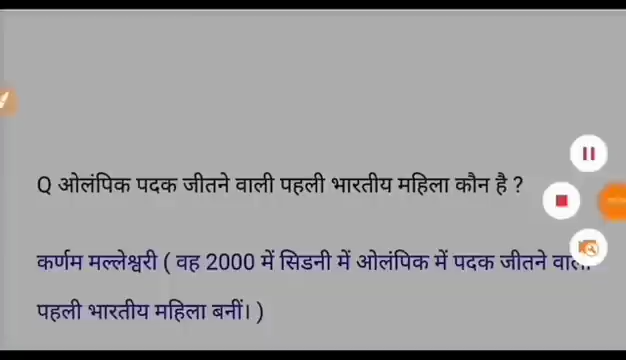 Q ओलंपिक पदक जीतने वाली पहली भारतीय महिला कौन है ?
कर्णम मल्लेश्वरी ( वह 2000 में सिडनी में ओलंपिक में पदक जीतने वाली
पहली भारतीय महिला बनीं। )